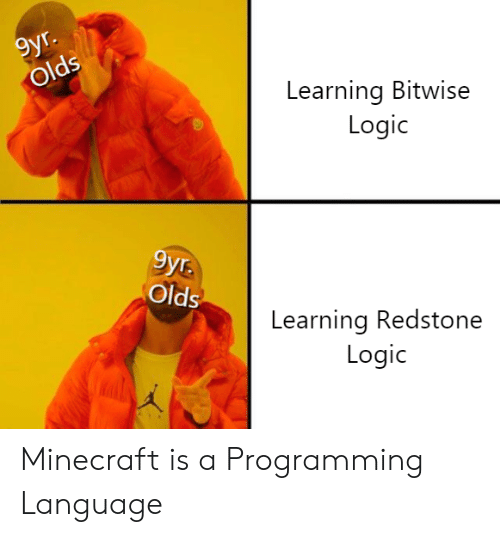 9yr.
Olds
Learning Bitwise
Logic
9yr.
Olds
Learning Redstone
Logic
Minecraft is a Programming
Language